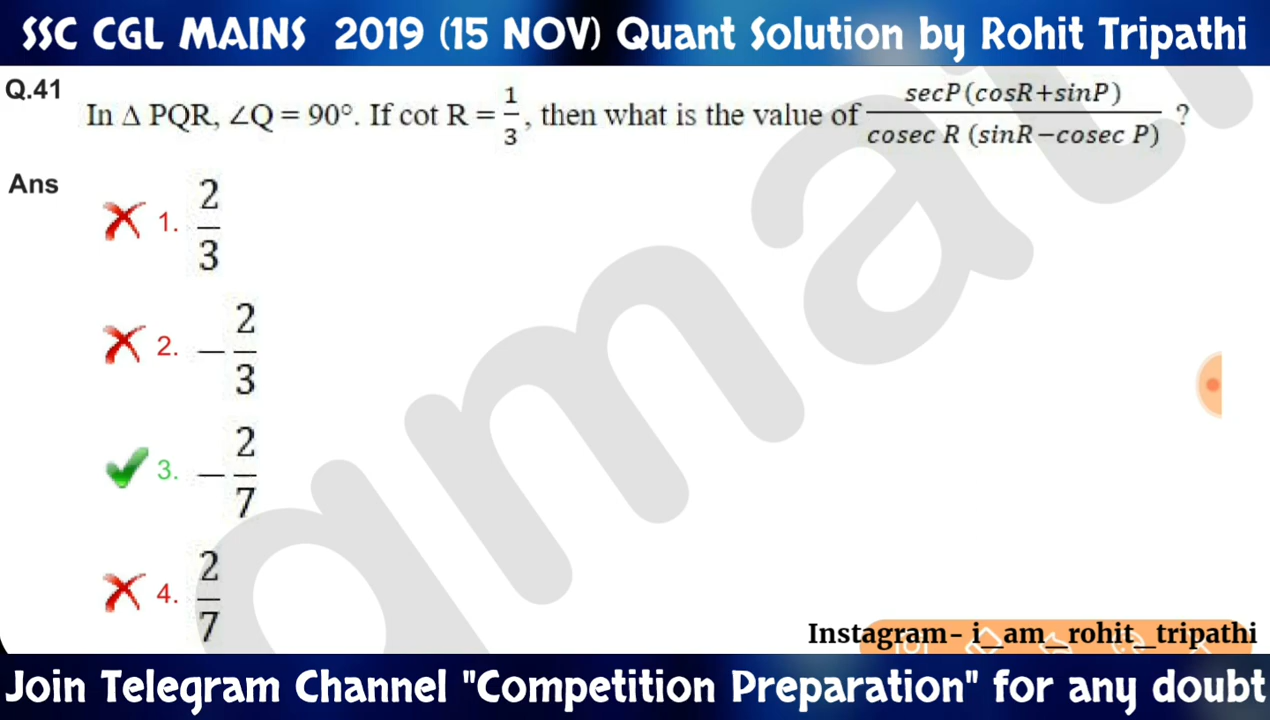 SSC CGL MAINS 2019 (15 NOV) Quant Solution by Rohit Tripathi
Q.41 In Δ PQR, ∠Q = 90°. If cot R = 1/3, then what is the value of secP(cosR+sinP)/cosec R (sinR−cosec P) ?
Ans
1. 2/3
2. −2/3
3. −2/7
4. 2/7
Instagram- i_am_rohit_tripathi
Join Telegram Channel "Competition Preparation" for any doubt